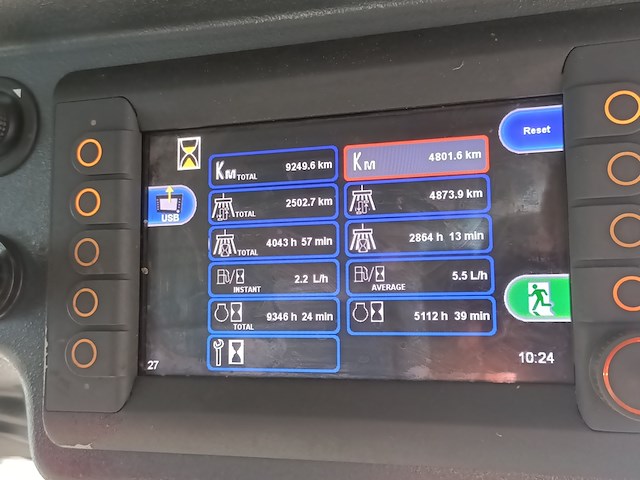 Reset
KM TOTAL 9249.6 km
KM 4801.6 km
TOTAL 2502.7 km
4873.9 km
USB
TOTAL 4043 h 57 min
2864 h 13 min
INSTANT 2.2 L/h
AVERAGE 5.5 L/h
TOTAL 9346 h 24 min
5112 h 39 min
27
10:24